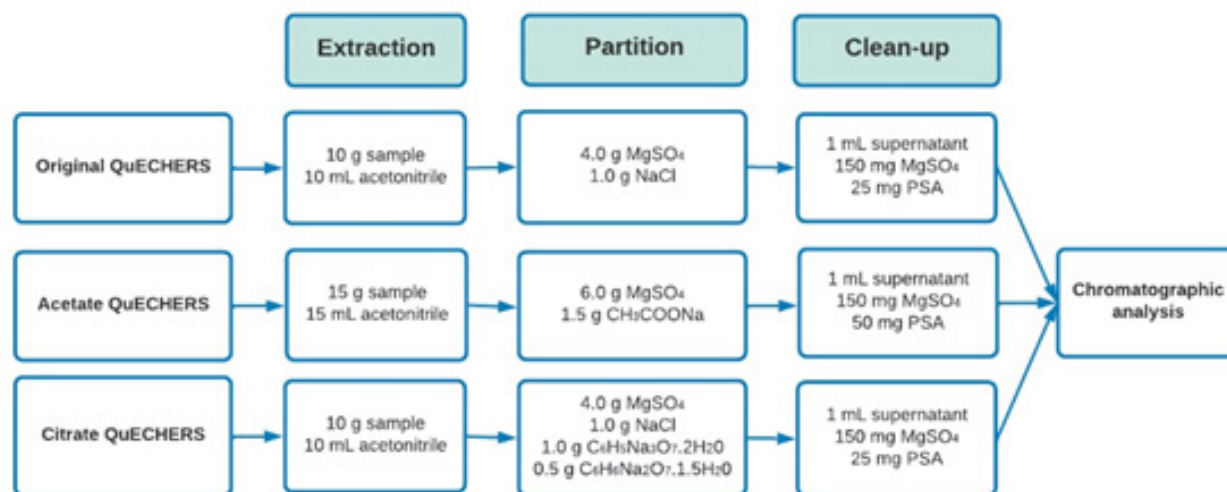 Extraction
Partition
Clean-up
Original QuECHERS
10 g sample
10 mL acetonitrile
4.0 g MgSO₄
1.0 g NaCl
1 mL supernatant
150 mg MgSO₄
25 mg PSA
Acetate QuECHERS
15 g sample
15 mL acetonitrile
6.0 g MgSO₄
1.5 g CH₃COONa
1 mL supernatant
150 mg MgSO₄
50 mg PSA
Chromatographic
analysis
Citrate QuECHERS
10 g sample
10 mL acetonitrile
4.0 g MgSO₄
1.0 g NaCl
1.0 g C₆H₅Na₃O₇.2H₂0
0.5 g C₆H₆Na₂O₇.1.5H₂0
1 mL supernatant
150 mg MgSO₄
25 mg PSA